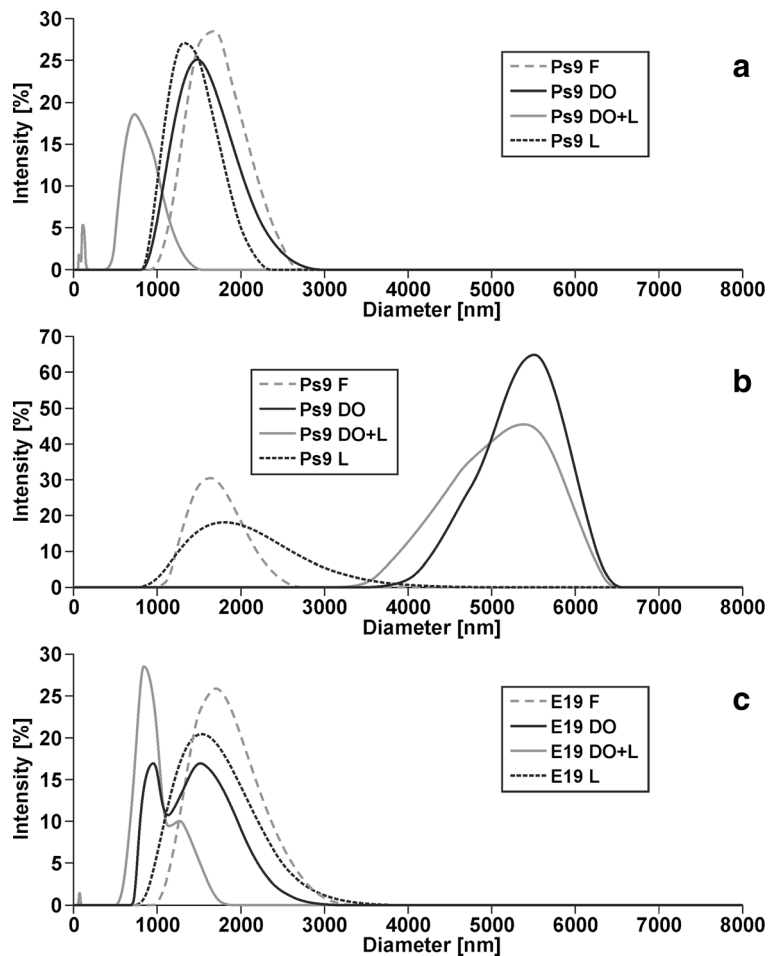 30
25
20
15
10
5
0
Intensity [%]
a
Ps9 F
Ps9 DO
Ps9 DO+L
Ps9 L
0 1000 2000 3000 4000 5000 6000 7000 8000
Diameter [nm]
70
60
50
40
30
20
10
0
Intensity [%]
b
Ps9 F
Ps9 DO
Ps9 DO+L
Ps9 L
0 1000 2000 3000 4000 5000 6000 7000 8000
Diameter [nm]
30
25
20
15
10
5
0
Intensity [%]
c
E19 F
E19 DO
E19 DO+L
E19 L
0 1000 2000 3000 4000 5000 6000 7000 8000
Diameter [nm]